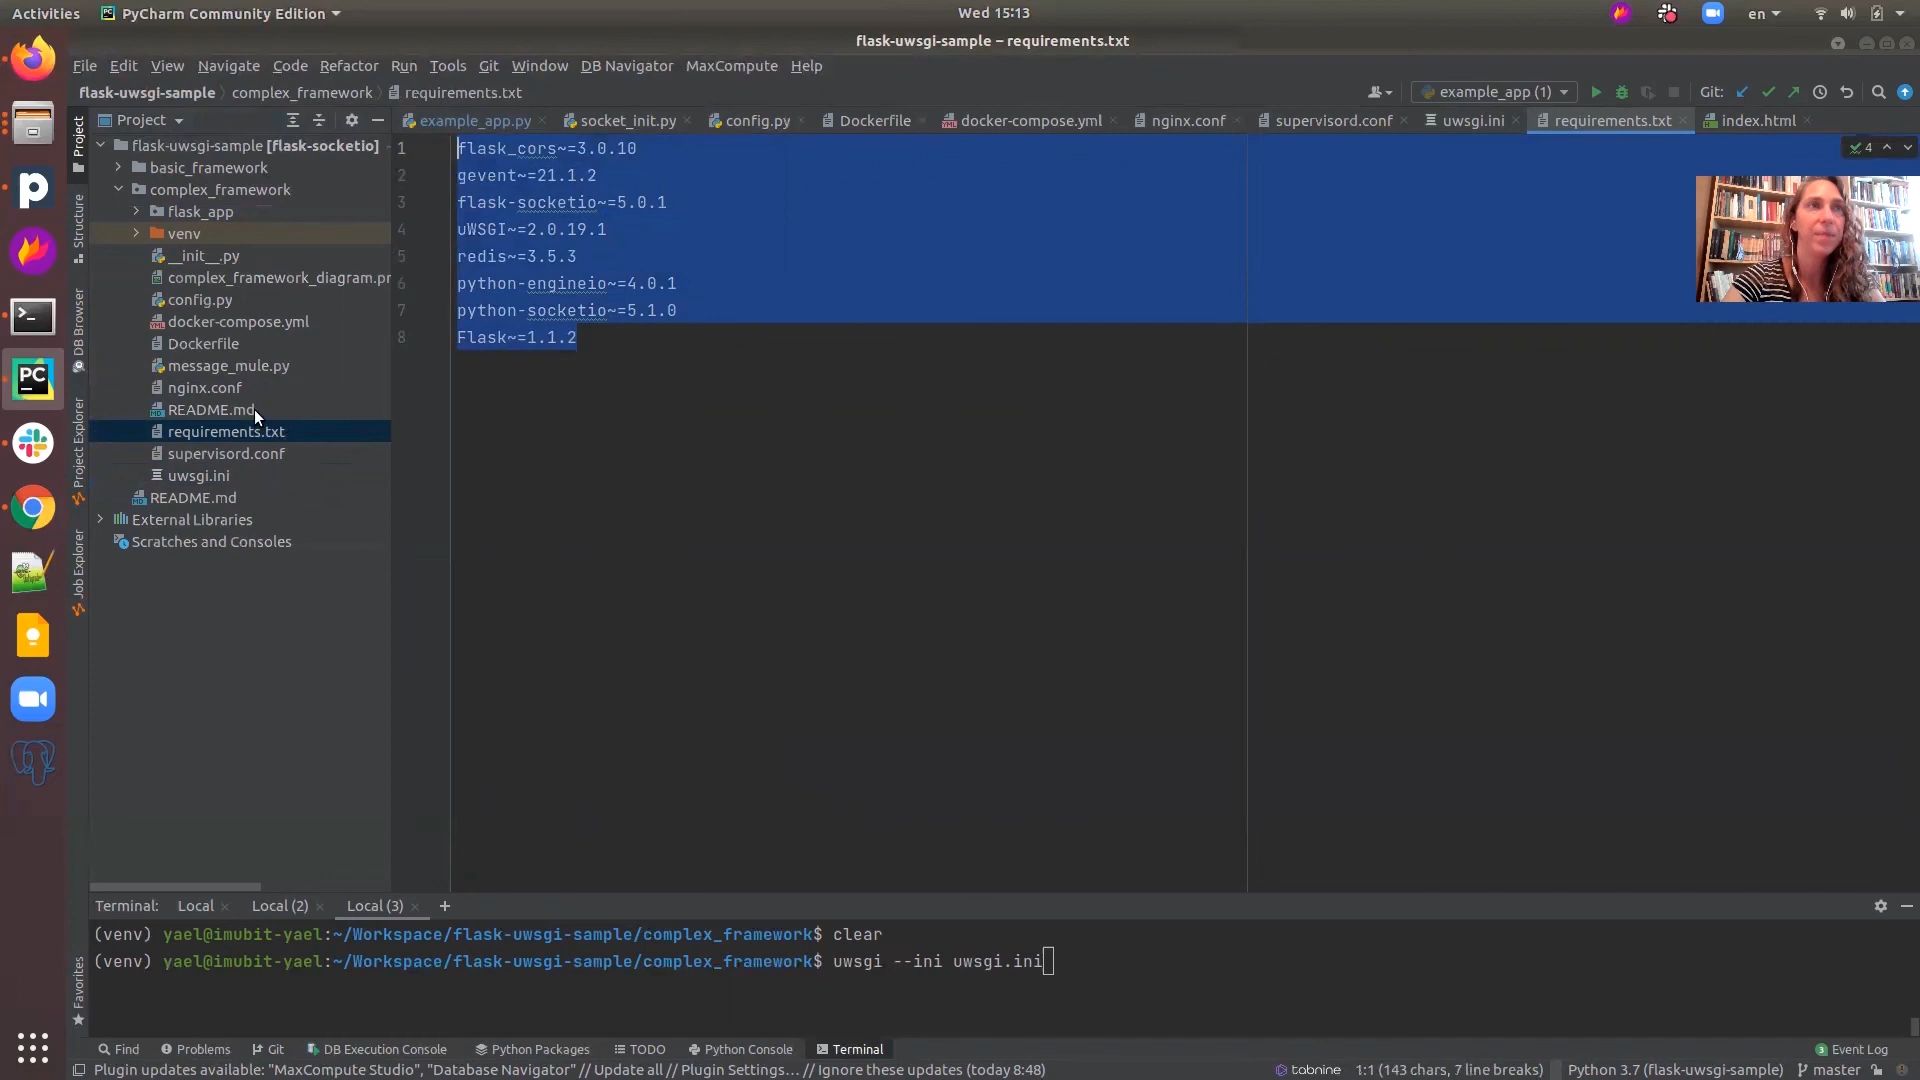 Activities
PyCharm Community Edition
Wed 15:13
en
flask-uwsgi-sample – requirements.txt
File Edit View Navigate Code Refactor Run Tools Git Window DB Navigator MaxCompute Help
flask-uwsgi-sample complex_framework requirements.txt
example_app (1)
Git:
Project
example_app.py socket_init.py config.py Dockerfile docker-compose.yml nginx.conf supervisord.conf uwsgi.ini requirements.txt index.html
Project
Structure
DB Browser
Project Explorer
Job Explorer
Favorites
flask-uwsgi-sample [flask-socketio]
basic_framework
complex_framework
flask_app
venv
__init__.py
complex_framework_diagram.pr
config.py
docker-compose.yml
Dockerfile
message_mule.py
nginx.conf
README.md
requirements.txt
supervisord.conf
uwsgi.ini
README.md
External Libraries
Scratches and Consoles
1 flask_cors~=3.0.10
2 gevent~=21.1.2
3 flask-socketio~=5.0.1
4 uWSGI~=2.0.19.1
5 redis~=3.5.3
6 python-engineio~=4.0.1
7 python-socketio~=5.1.0
8 Flask~=1.1.2
4
Terminal: Local Local (2) Local (3) +
(venv) yael@imubit-yael:~/Workspace/flask-uwsgi-sample/complex_framework$ clear
(venv) yael@imubit-yael:~/Workspace/flask-uwsgi-sample/complex_framework$ uwsgi --ini uwsgi.ini
Find Problems Git DB Execution Console Python Packages TODO Python Console Terminal
3 Event Log
Plugin updates available: "MaxCompute Studio", "Database Navigator" // Update all // Plugin Settings... // Ignore these updates (today 8:48)
tabnine 1:1 (143 chars, 7 line breaks) Python 3.7 (flask-uwsgi-sample) master